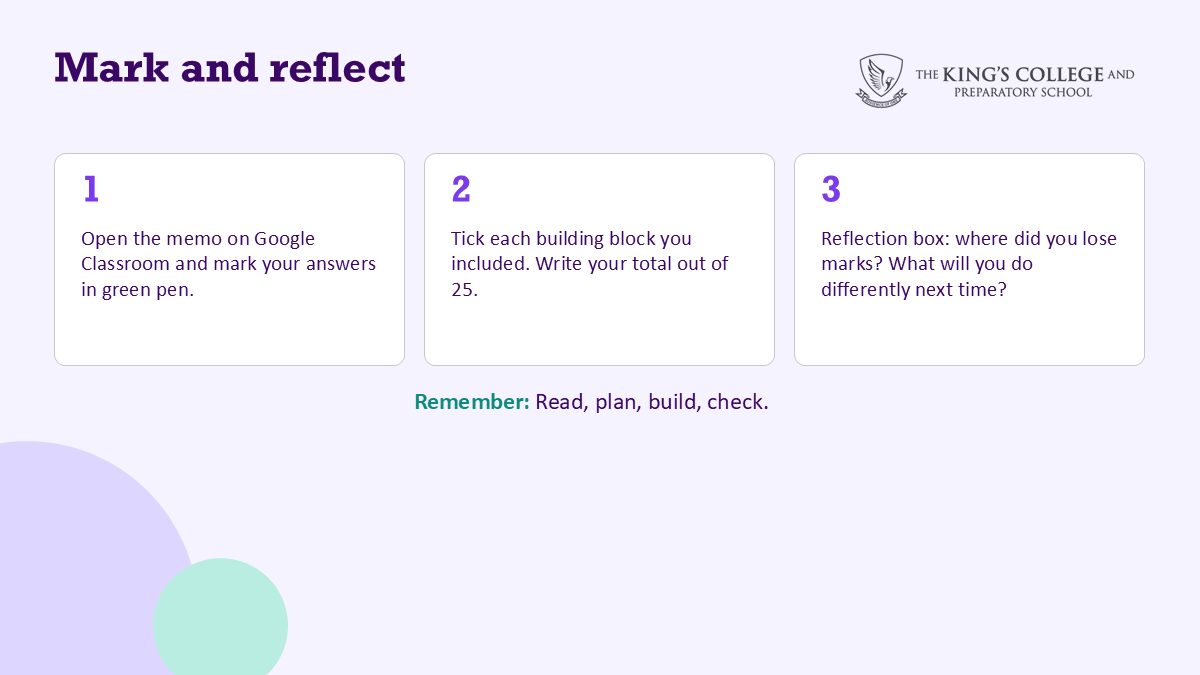 Mark and reflect
THE KING'S COLLEGE AND
PREPARATORY SCHOOL
1
Open the memo on Google
Classroom and mark your answers
in green pen.
2
Tick each building block you
included. Write your total out of
25.
3
Reflection box: where did you lose
marks? What will you do
differently next time?
Remember: Read, plan, build, check.